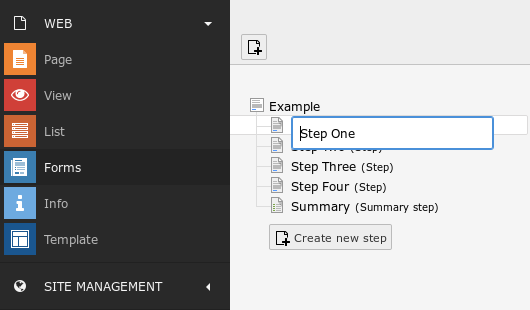 WEB
Page
View
List
Forms
Info
Template
SITE MANAGEMENT
Example
Step One
Step Two (Step)
Step Three (Step)
Step Four (Step)
Summary (Summary step)
Create new step